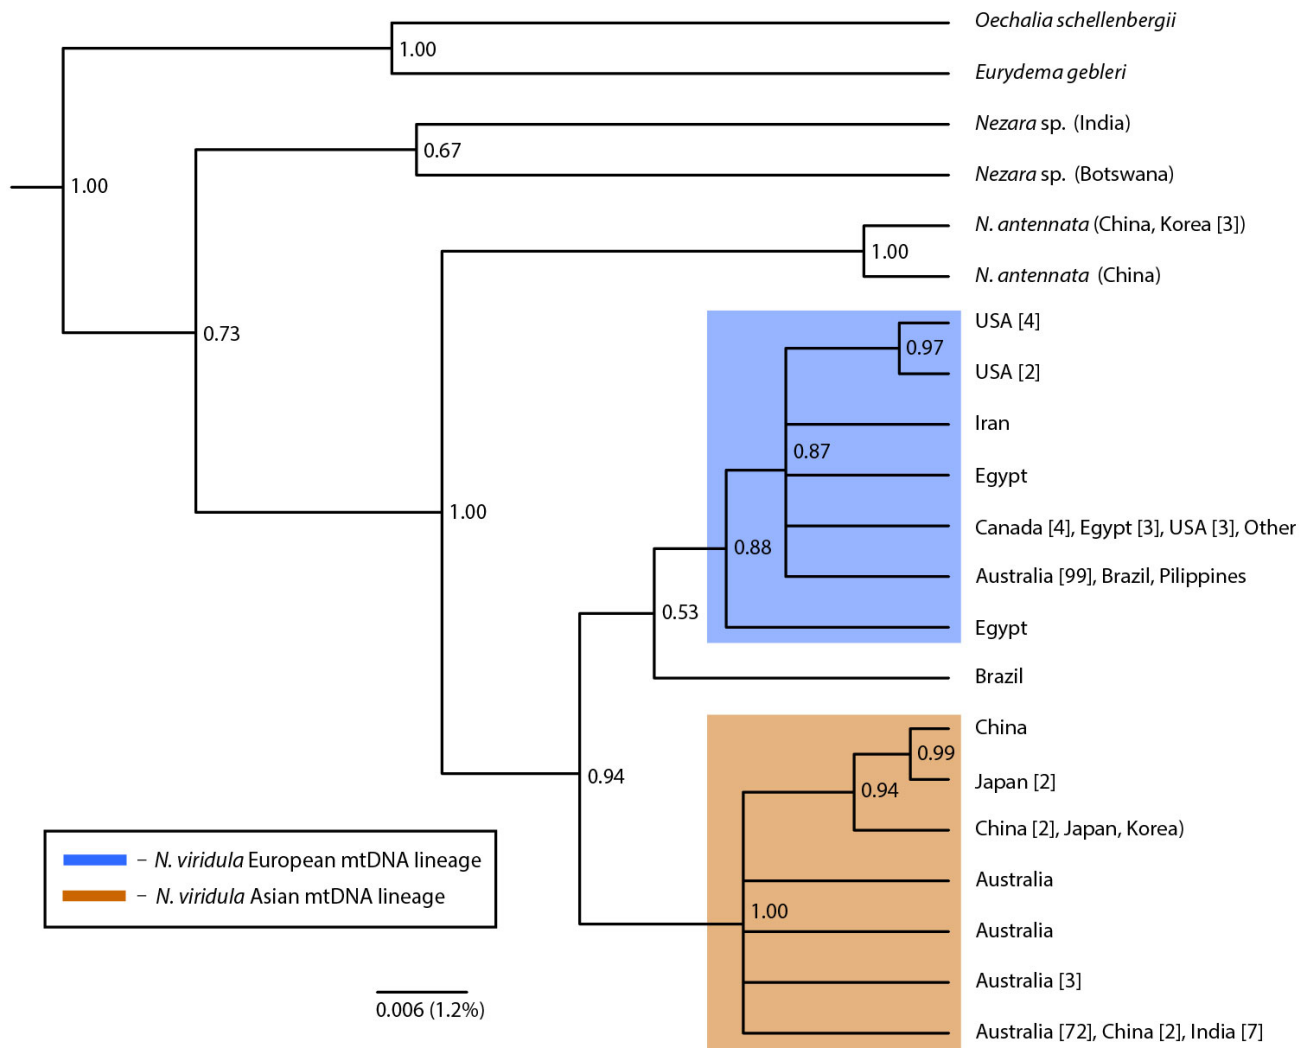 Oechalia schellenbergii
1.00
Eurydema gebleri
Nezara sp. (India)
0.67
Nezara sp. (Botswana)
1.00
N. antennata (China, Korea [3])
1.00
N. antennata (China)
0.73
USA [4]
0.97
USA [2]
Iran
0.87
Egypt
1.00
Canada [4], Egypt [3], USA [3], Other
0.88
Australia [99], Brazil, Pilippines
0.53
Egypt
Brazil
China
0.99
0.94
Japan [2]
0.94
China [2], Japan, Korea)
Australia
1.00
Australia
Australia [3]
Australia [72], China [2], India [7]
– N. viridula European mtDNA lineage
– N. viridula Asian mtDNA lineage
0.006 (1.2%)